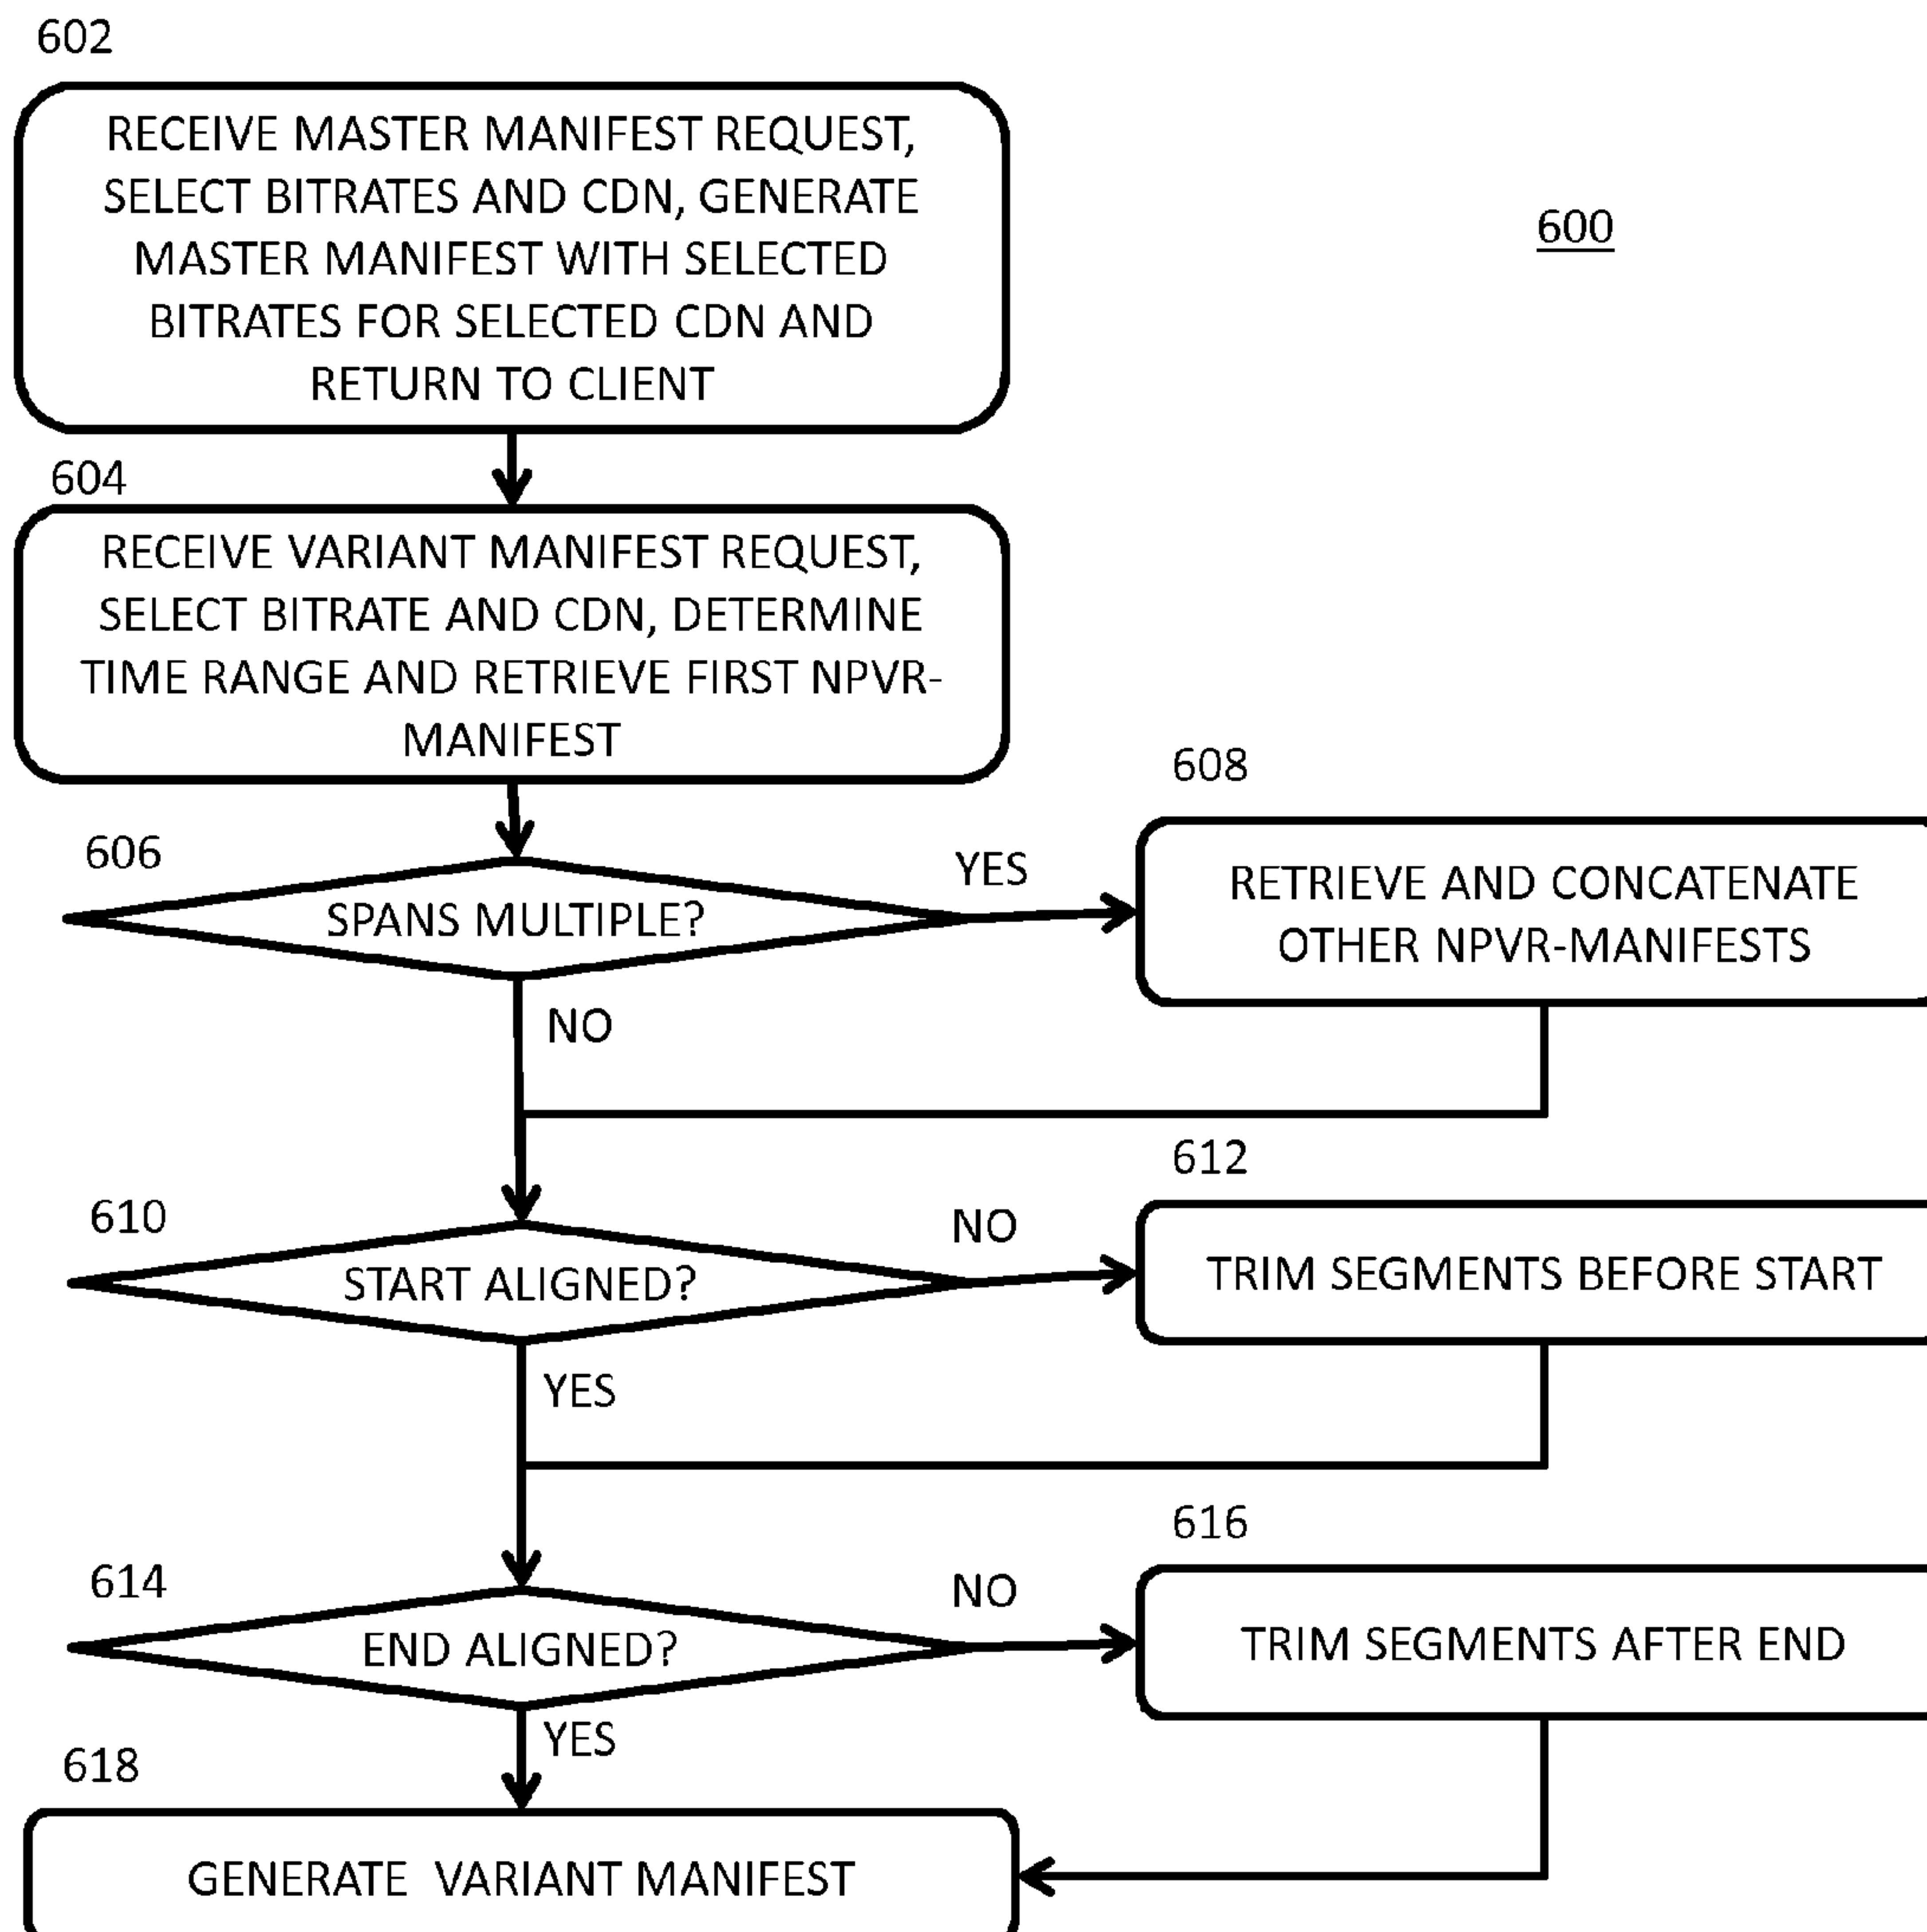 602
RECEIVE MASTER MANIFEST REQUEST,
SELECT BITRATES AND CDN, GENERATE
MASTER MANIFEST WITH SELECTED
BITRATES FOR SELECTED CDN AND
RETURN TO CLIENT
600
604
RECEIVE VARIANT MANIFEST REQUEST,
SELECT BITRATE AND CDN, DETERMINE
TIME RANGE AND RETRIEVE FIRST NPVR-
MANIFEST
606
SPANS MULTIPLE?
YES
NO
608
RETRIEVE AND CONCATENATE
OTHER NPVR-MANIFESTS
610
START ALIGNED?
NO
YES
612
TRIM SEGMENTS BEFORE START
614
END ALIGNED?
NO
YES
616
TRIM SEGMENTS AFTER END
618
GENERATE VARIANT MANIFEST